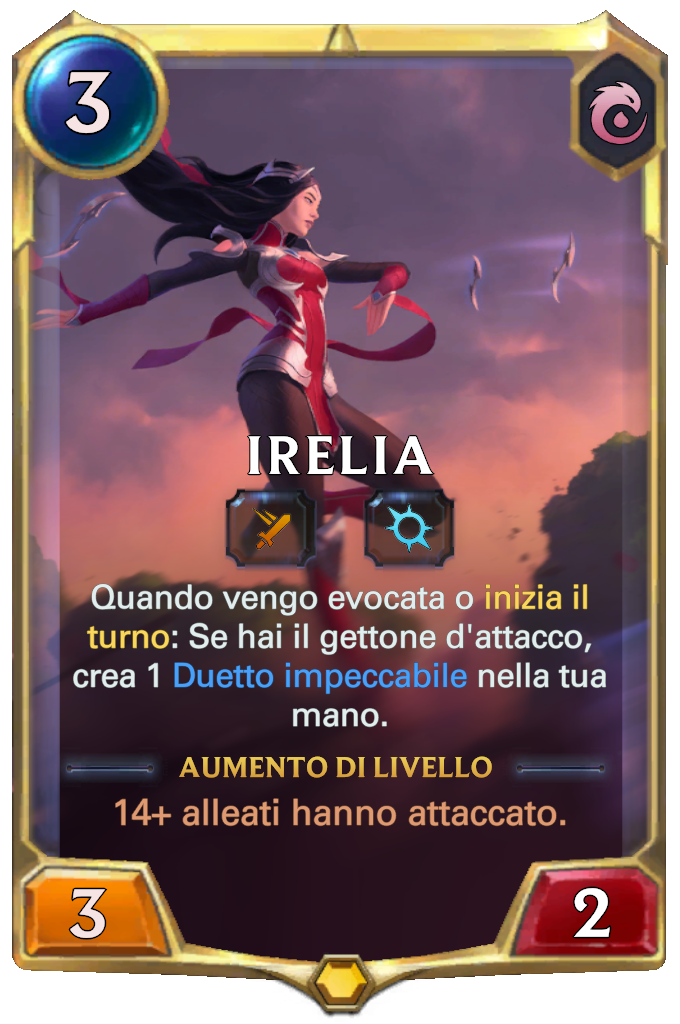 3
IRELIA
Quando vengo evocata o inizia il
turno: Se hai il gettone d'attacco,
crea 1 Duetto impeccabile nella tua
mano.
AUMENTO DI LIVELLO
14+ alleati hanno attaccato.
3
2